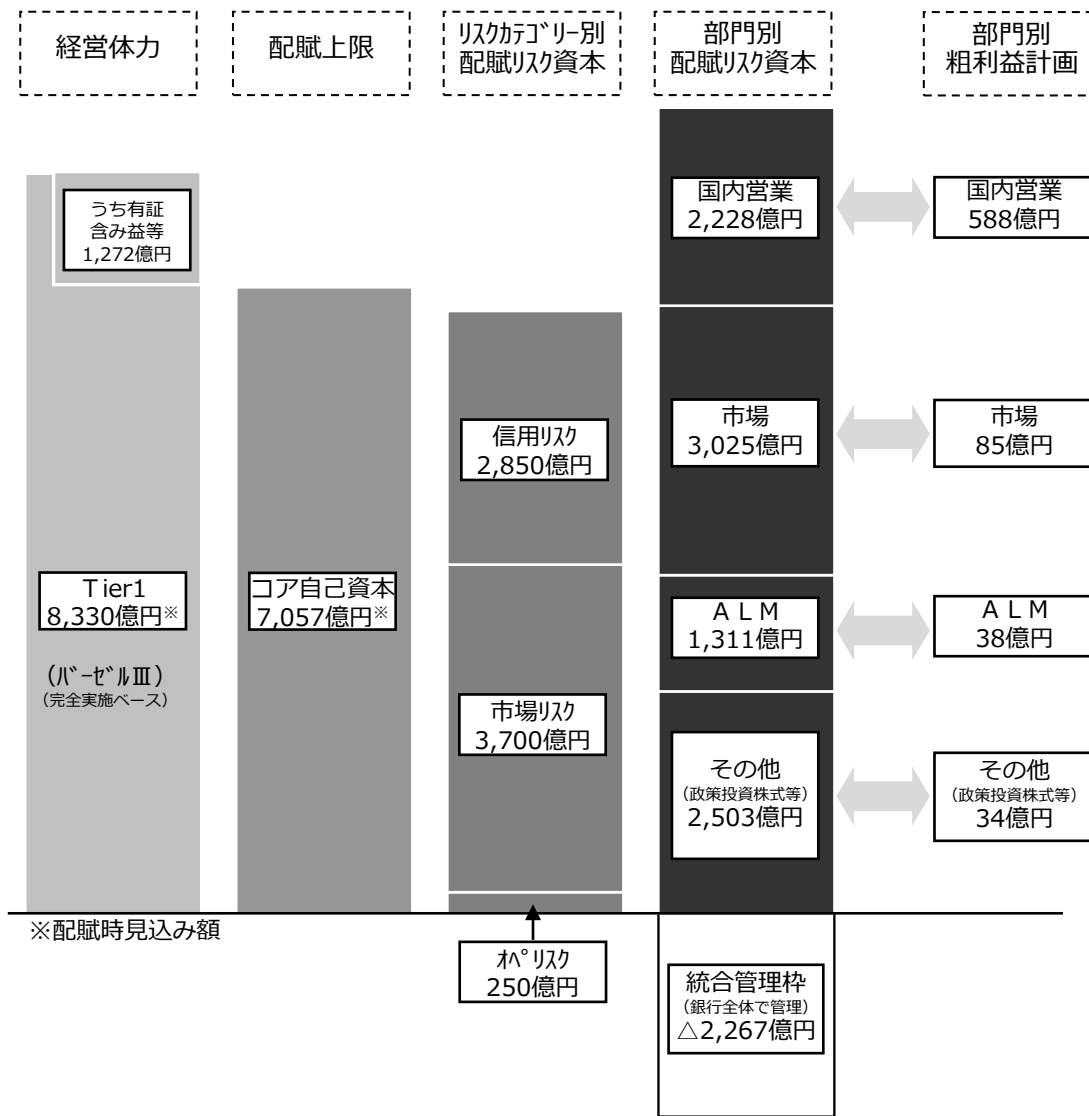 経営体力
配賦上限
ﾘｽｸｶﾃｺﾞﾘｰ別
配賦ﾘｽｸ資本
部門別
配賦ﾘｽｸ資本
部門別
粗利益計画
うち有証
含み益等
1,272億円
Tier1
8,330億円※
(ﾊﾞｰｾﾞﾙⅢ)
(完全実施ベース)
コア自己資本
7,057億円※
信用ﾘｽｸ
2,850億円
市場ﾘｽｸ
3,700億円
ｵﾍﾟﾘｽｸ
250億円
国内営業
2,228億円
市場
3,025億円
ＡＬＭ
1,311億円
その他
(政策投資株式等)
2,503億円
統合管理枠
(銀行全体で管理)
△2,267億円
国内営業
588億円
市場
85億円
ＡＬＭ
38億円
その他
(政策投資株式等)
34億円
※配賦時見込み額